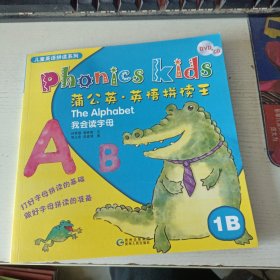 儿童英语拼读系列
Phonics Kids
DVD+CD
蒲公英·英语拼读王
The Alphabet
我会读字母
A
B
打好字母拼读的基础
做好字母拼读的准备
1B